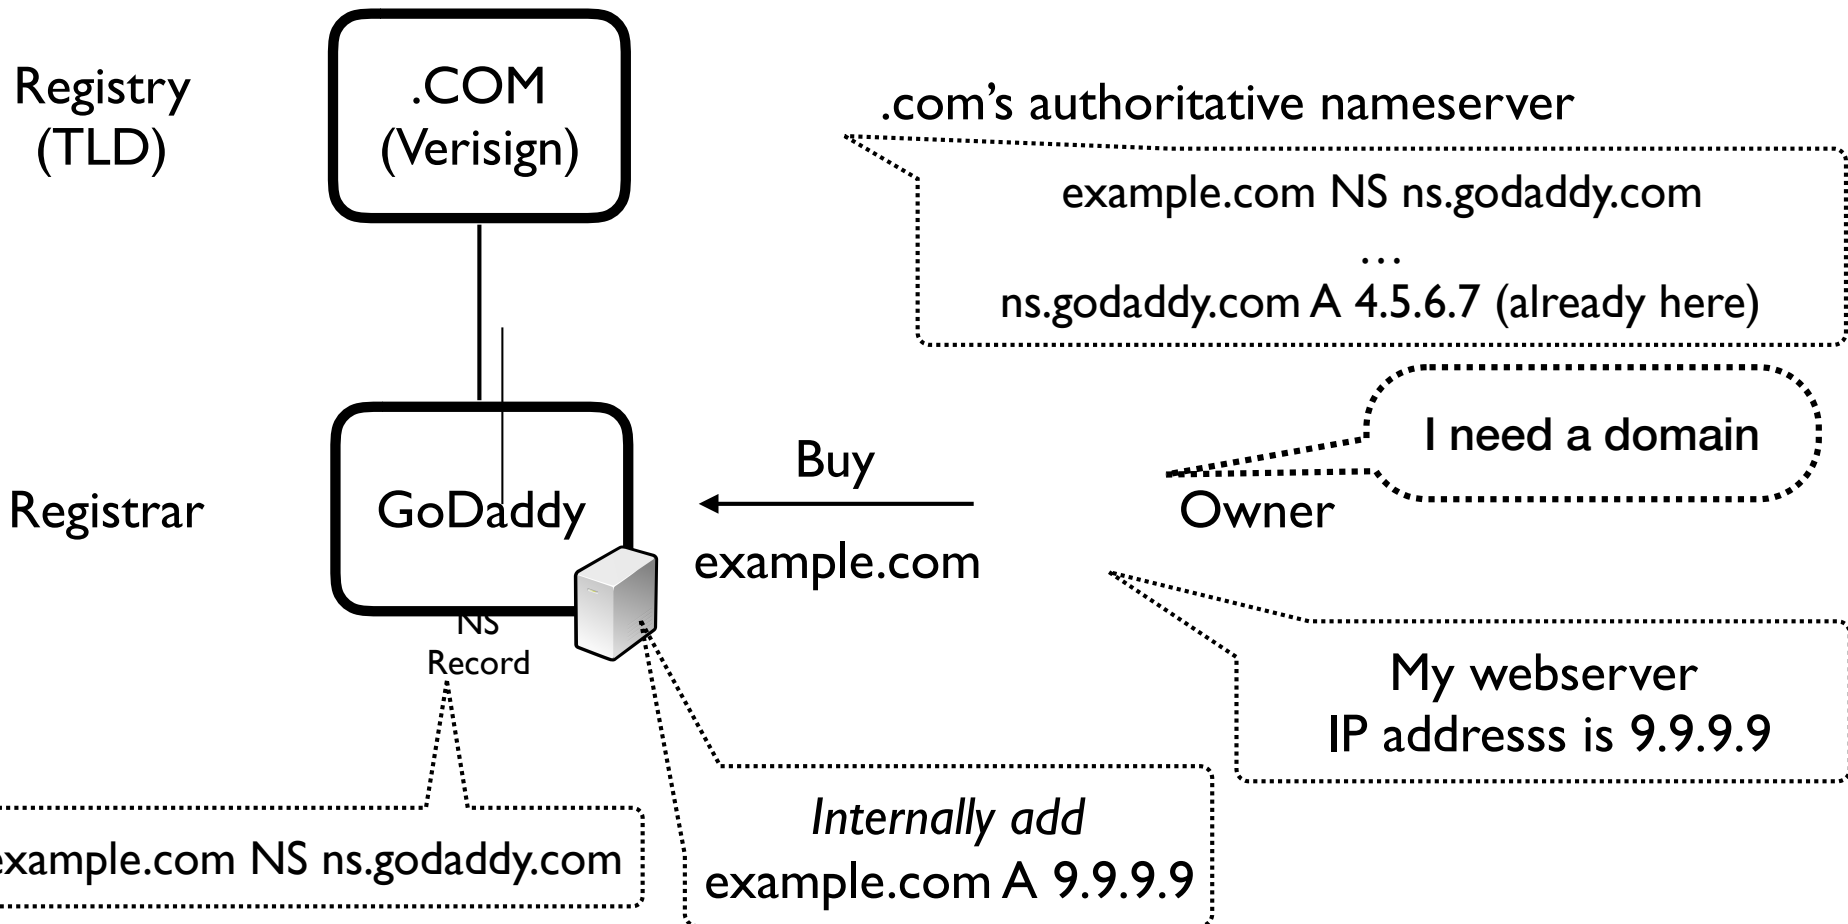 Registry
(TLD)
.COM
(Verisign)
.com's authoritative nameserver
example.com NS ns.godaddy.com
...
ns.godaddy.com A 4.5.6.7 (already here)
I need a domain
Registrar
GoDaddy
Buy
example.com
Owner
NS
Record
My webserver
IP addresss is 9.9.9.9
example.com NS ns.godaddy.com
Internally add
example.com A 9.9.9.9